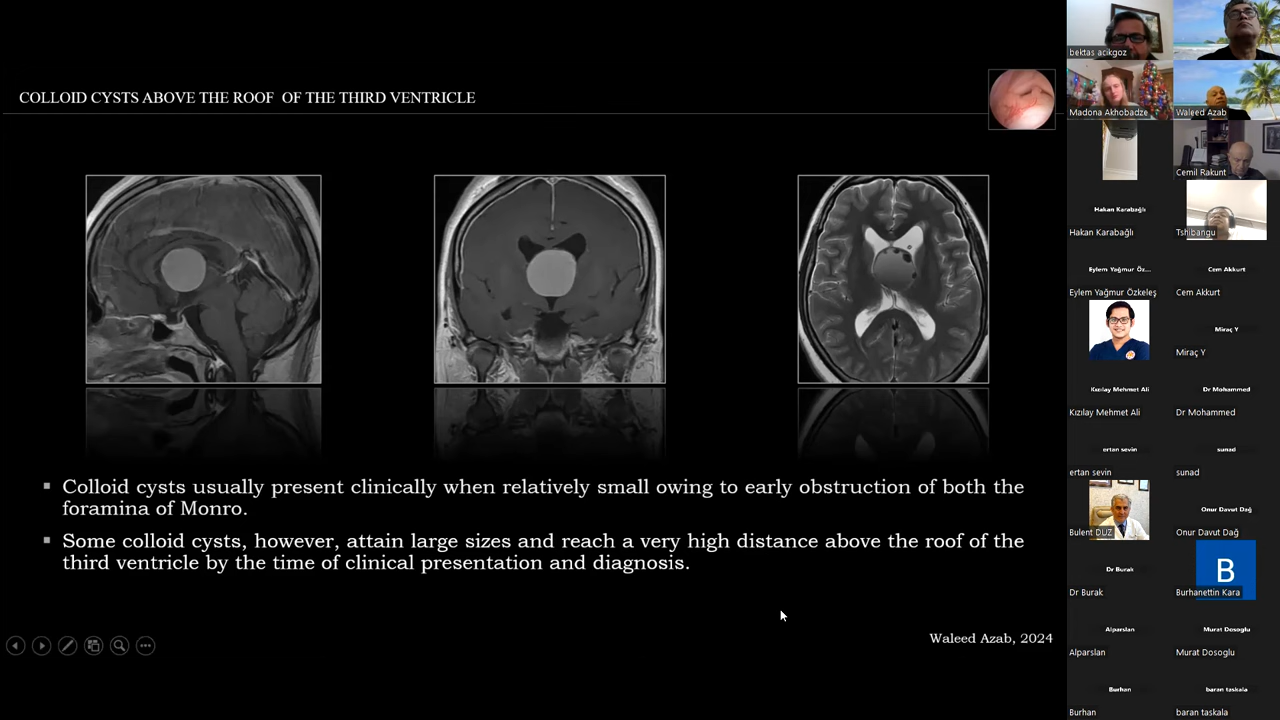 COLLOID CYSTS ABOVE THE ROOF OF THE THIRD VENTRICLE
Colloid cysts usually present clinically when relatively small owing to early obstruction of both the
foramina of Monro.
Some colloid cysts, however, attain large sizes and reach a very high distance above the roof of the
third ventricle by the time of clinical presentation and diagnosis.
Waleed Azab, 2024
bektas acikgoz
Madona Akhobadze
Waleed Azab
Cemil Rakunt
Hakan Karabağlı
Hakan Karabağlı
Tshibangu
Eylem Yağmur Öz...
Cem Akkurt
Eylem Yağmur Özkeleş
Cem Akkurt
Miraç Y
Miraç Y
Kızılay Mehmet Ali
Dr Mohammed
Kızılay Mehmet Ali
Dr Mohammed
ertan sevin
sunad
ertan sevin
sunad
Onur Davut Dağ
Bulent DUZ
Onur Davut Dağ
Dr Burak
B
Dr Burak
Burhanettin Kara
Alparslan
Murat Dosoglu
Alparslan
Murat Dosoglu
Burhan
baran taskala
Burhan
baran taskala